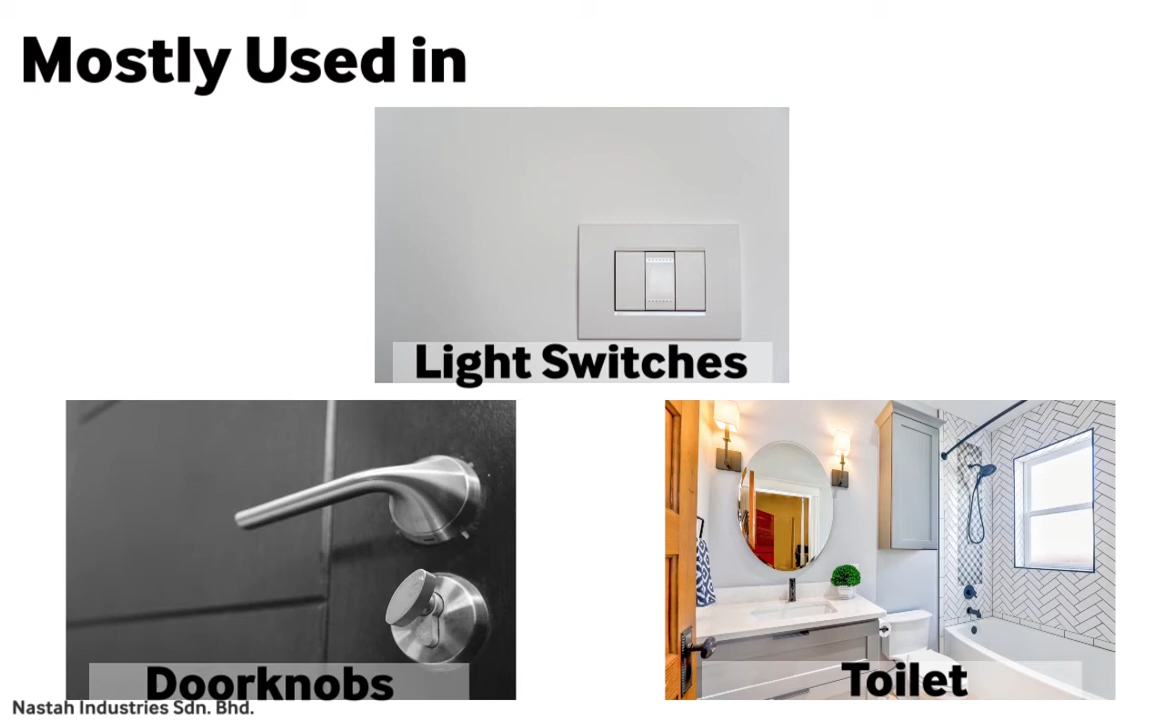 Mostly Used in
Light Switches
Doorknobs
Toilet
Nastah Industries Sdn. Bhd.